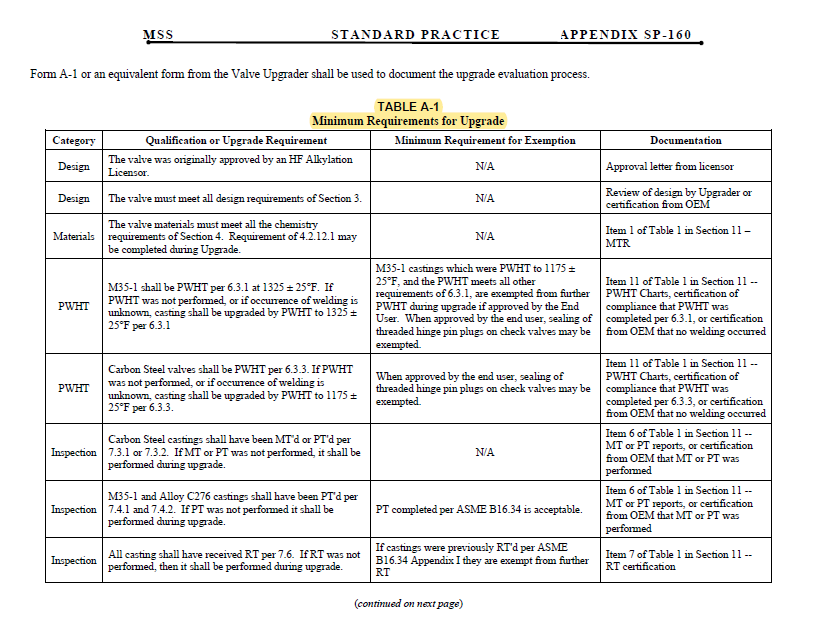 MSS STANDARD PRACTICE APPENDIX SP-160
Form A-1 or an equivalent form from the Valve Upgrader shall be used to document the upgrade evaluation process.
TABLE A-1
Minimum Requirements for Upgrade
Category Qualification or Upgrade Requirement Minimum Requirement for Exemption Documentation
Design
The valve was originally approved by an HF Alkylation
Licensor.
N/A
Approval letter from licensor
Design
The valve must meet all design requirements of Section 3.
N/A
Review of design by Upgrader or
certification from OEM
Materials
The valve materials must meet all the chemistry
requirements of Section 4. Requirement of 4.2.12.1 may
be completed during Upgrade.
N/A
Item 1 of Table 1 in Section 11 –
MTR
PWHT
M35-1 shall be PWHT per 6.3.1 at 1325 ± 25°F. If
PWHT was not performed, or if occurrence of welding is
unknown, casting shall be upgraded by PWHT to 1325 ±
25°F per 6.3.1
M35-1 castings which were PWHT to 1175 ±
25°F, and the PWHT meets all other
requirements of 6.3.1, are exempted from further
PWHT during upgrade if approved by the End
User. When approved by the end user, sealing of
threaded hinge pin plugs on check valves may be
exempted.
Item 11 of Table 1 in Section 11 --
PWHT Charts, certification of
compliance that PWHT was
completed per 6.3.1, or certification
from OEM that no welding occurred
PWHT
Carbon Steel valves shall be PWHT per 6.3.3. If PWHT
was not performed, or if occurrence of welding is
unknown, casting shall be upgraded by PWHT to 1175 ±
25°F per 6.3.3.
When approved by the end user, sealing of
threaded hinge pin plugs on check valves may be
exempted.
Item 11 of Table 1 in Section 11 --
PWHT Charts, certification of
compliance that PWHT was
completed per 6.3.3, or certification
from OEM that no welding occurred
Inspection
Carbon Steel castings shall have been MT'd or PT'd per
7.3.1 or 7.3.2. If MT or PT was not performed, it shall be
performed during upgrade.
N/A
Item 6 of Table 1 in Section 11 --
MT or PT reports, or certification
from OEM that MT or PT was
performed
Inspection
M35-1 and Alloy C276 castings shall have been PT'd per
7.4.1 and 7.4.2. If PT was not performed it shall be
performed during upgrade.
PT completed per ASME B16.34 is acceptable.
Item 6 of Table 1 in Section 11 --
MT or PT reports, or certification
from OEM that MT or PT was
performed
Inspection
All casting shall have received RT per 7.6. If RT was not
performed, then it shall be performed during upgrade.
If castings were previously RT'd per ASME
B16.34 Appendix I they are exempt from further
RT
Item 7 of Table 1 in Section 11 --
RT certification
(continued on next page)